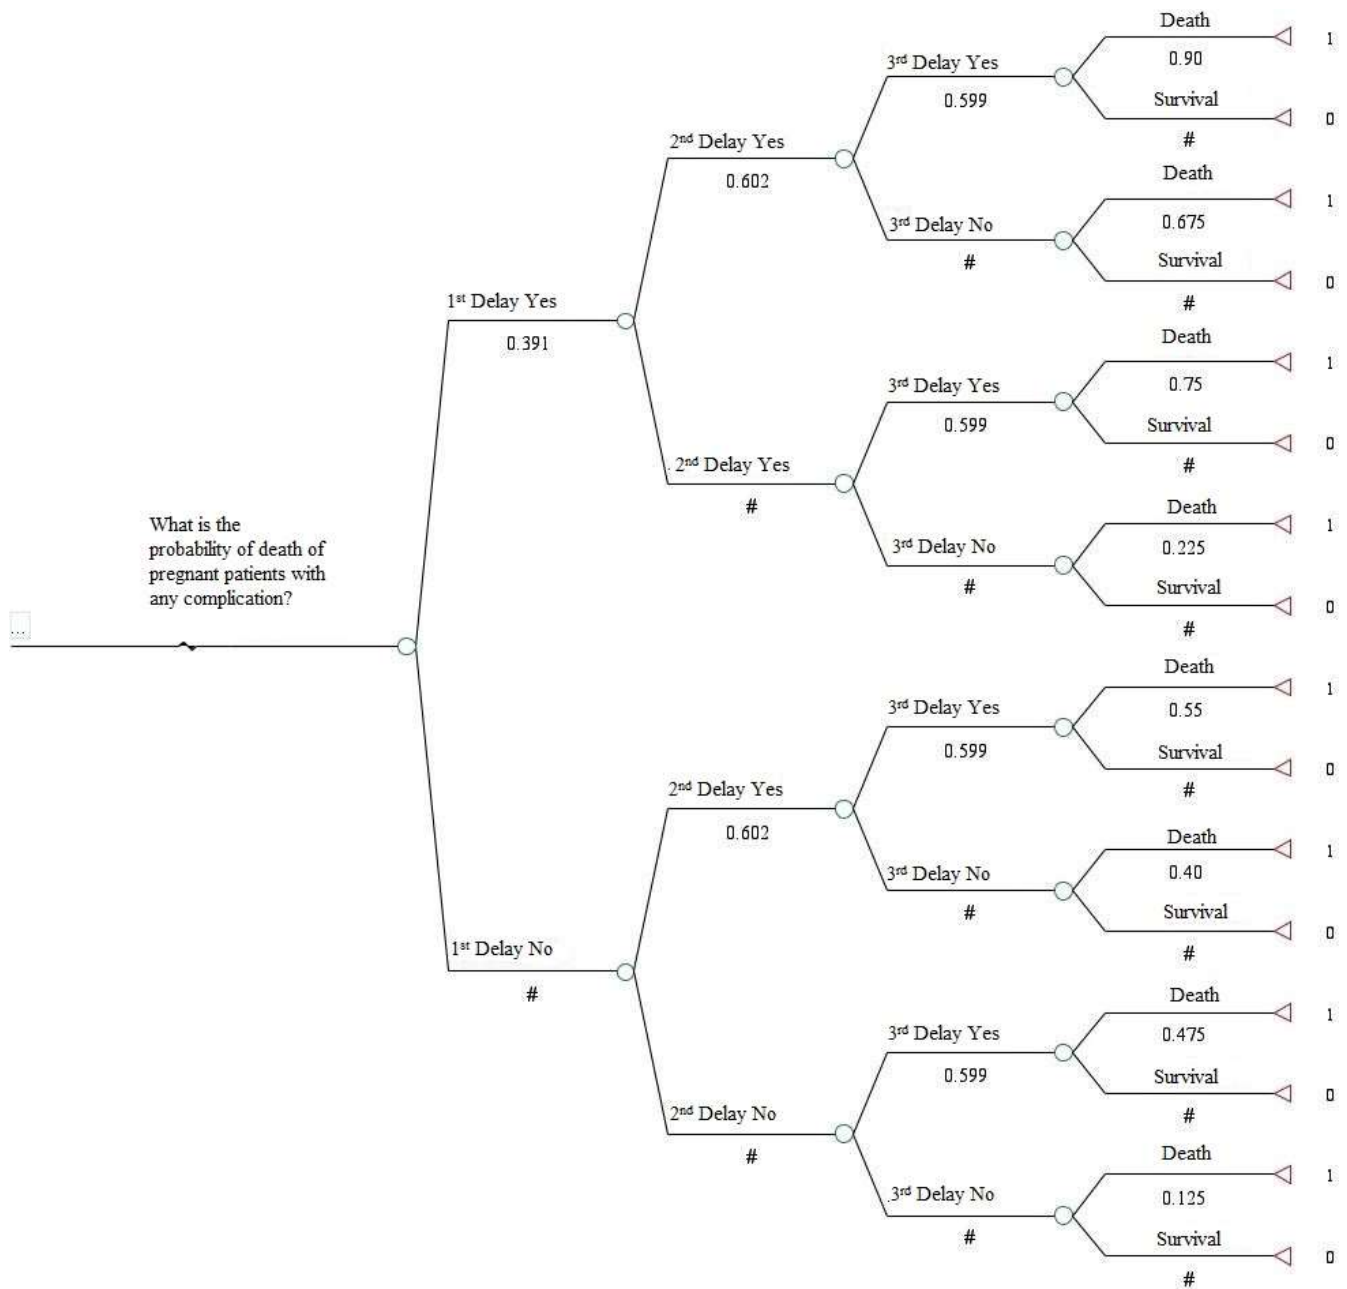 Death
1
0.90
3rd Delay Yes
0.599
Survival
0
#
2nd Delay Yes
0.602
Death
1
0.675
3rd Delay No
#
Survival
0
#
1st Delay Yes
0.391
Death
1
0.75
3rd Delay Yes
0.599
Survival
0
#
. 2nd Delay Yes
#
Death
1
0.225
3rd Delay No
#
Survival
0
#
What is the
probability of death of
pregnant patients with
any complication?
...
Death
1
0.55
3rd Delay Yes
0.599
Survival
0
#
2nd Delay Yes
0.602
Death
1
0.40
3rd Delay No
#
Survival
0
#
1st Delay No
#
Death
1
0.475
3rd Delay Yes
0.599
Survival
0
#
2nd Delay No
#
Death
1
0.125
.3rd Delay No
#
Survival
0
#